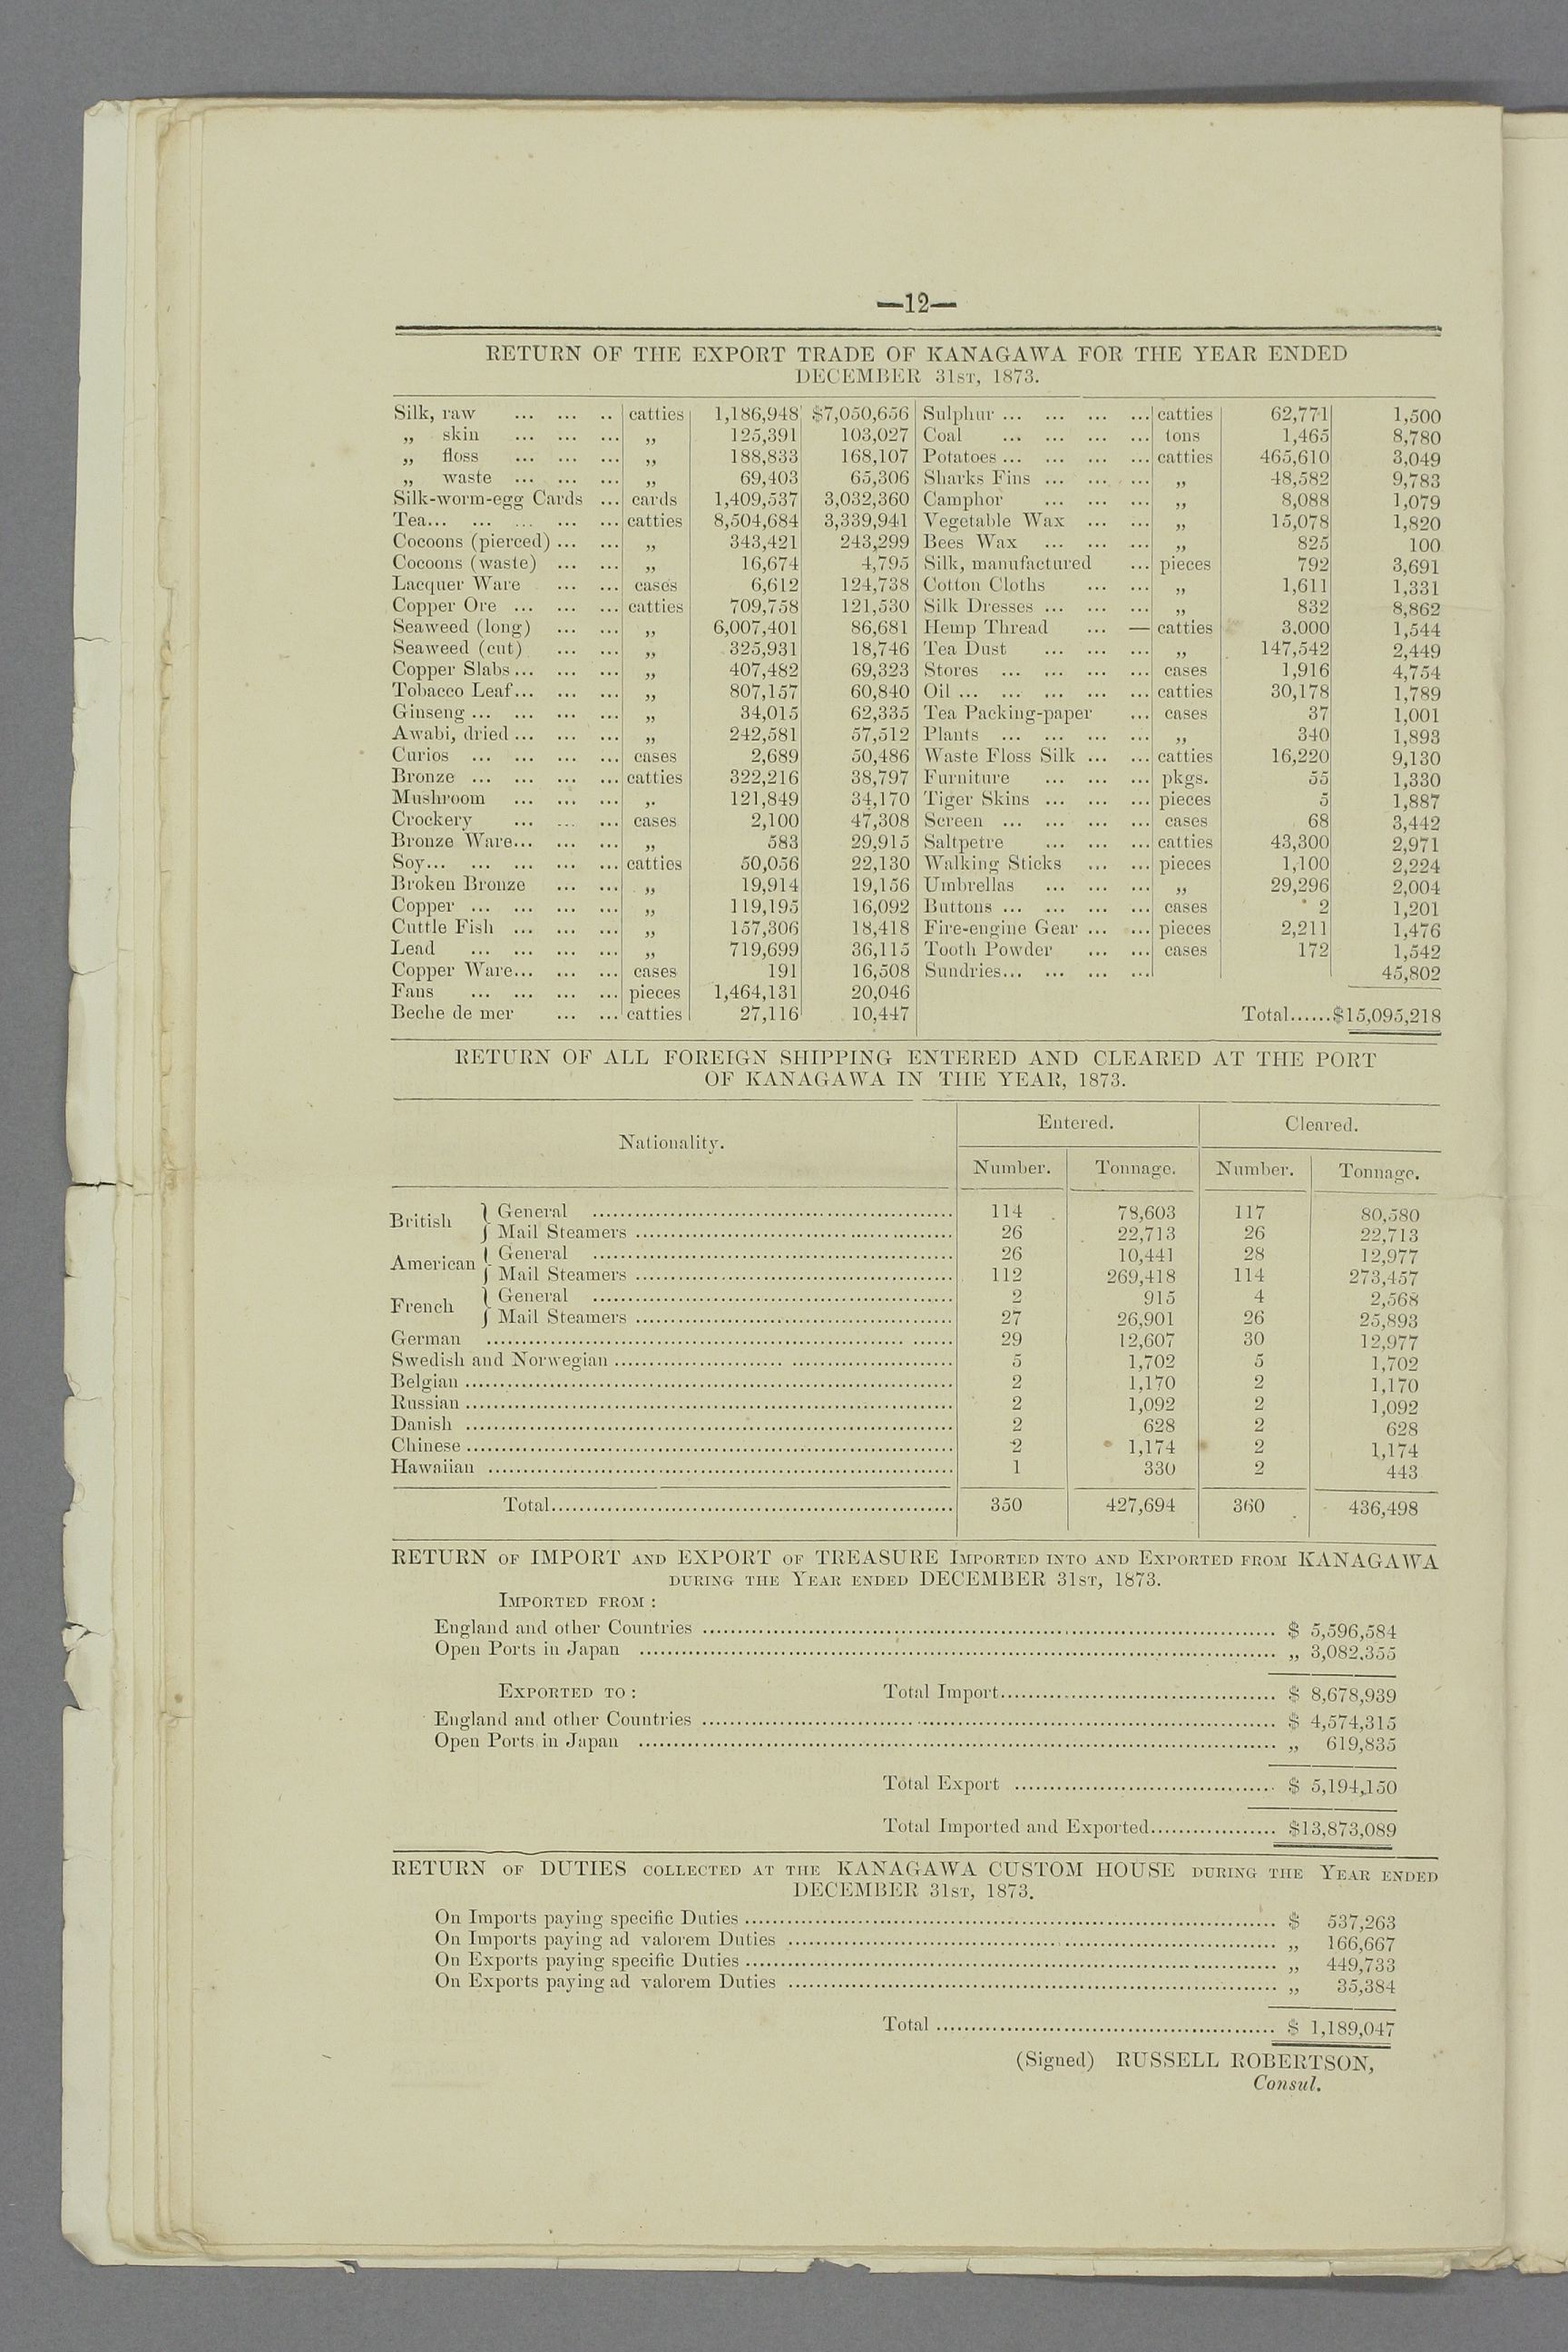 —12—
RETURN OF THE EXPORT TRADE OF KANAGAWA FOR THE YEAR ENDED
DECEMBER 31ST, 1873.
Silk, raw ... ... .. catties 1,186,948 $7,050,656
„ skin ... ... ... „ 125,391 103,027
„ floss ... ... ... „ 188,833 168,107
„ waste ... ... ... „ 69,403 65,306
Silk-worm-egg Cards ... cards 1,409,537 3,032,360
Tea... ... ... ... ... catties 8,504,684 3,339,941
Cocoons (pierced) ... ... „ 343,421 243,299
Cocoons (waste) ... ... „ 16,674 4,795
Lacquer Ware ... ... cases 6,612 124,738
Copper Ore ... ... ... catties 709,758 121,530
Seaweed (long) ... ... „ 6,007,401 86,681
Seaweed (cut) ... ... „ 325,931 18,746
Copper Slabs ... ... ... „ 407,482 69,323
Tobacco Leaf... ... ... „ 807,157 60,840
Ginseng ... ... ... ... „ 34,015 62,335
Awabi, dried ... ... ... „ 242,581 57,512
Curios ... ... ... ... cases 2,689 50,486
Bronze ... ... ... ... catties 322,216 38,797
Mushroom ... ... ... „ 121,849 34,170
Crockery ... ... ... cases 2,100 47,308
Bronze Ware... ... ... „ 583 29,915
Soy... ... ... ... ... catties 50,056 22,130
Broken Bronze ... ... „ 19,914 19,156
Copper ... ... ... ... „ 119,195 16,092
Cuttle Fish ... ... ... „ 157,306 18,418
Lead ... ... ... ... „ 719,699 36,115
Copper Ware... ... ... cases 191 16,508
Fans ... ... ... ... pieces 1,464,131 20,046
Beche de mer ... ... catties 27,116 10,447
Sulphur ... ... ... ... catties 62,771 1,500
Coal ... ... ... ... tons 1,465 8,780
Potatoes ... ... ... ... catties 465,610 3,049
Sharks Fins ... ... ... „ 48,582 9,783
Camphor ... ... ... „ 8,088 1,079
Vegetable Wax ... ... „ 15,078 1,820
Bees Wax ... ... ... „ 825 100
Silk, manufactured ... pieces 792 3,691
Cotton Cloths ... ... „ 1,611 1,331
Silk Dresses ... ... ... „ 832 8,862
Hemp Thread ... — catties 3.000 1,544
Tea Dust ... ... ... „ 147,542 2,449
Stores ... ... ... ... cases 1,916 4,754
Oil ... ... ... ... ... catties 30,178 1,789
Tea Packing-paper ... cases 37 1,001
Plants ... ... ... ... „ 340 1,893
Waste Floss Silk ... ... catties 16,220 9,130
Furniture ... ... ... pkgs. 55 1,330
Tiger Skins ... ... ... pieces 5 1,887
Screen ... ... ... ... cases 68 3,442
Saltpetre ... ... ... catties 43,300 2,971
Walking Sticks ... ... pieces 1,100 2,224
Umbrellas ... ... ... „ 29,296 2,004
Buttons ... ... ... ... cases 2 1,201
Fire-engine Gear ... ... pieces 2,211 1,476
Tooth Powder ... ... cases 172 1,542
Sundries... ... ... ... 45,802
Total......$15,095,218
RETURN OF ALL FOREIGN SHIPPING ENTERED AND CLEARED AT THE PORT
OF KANAGAWA IN THE YEAR, 1873.
Nationality. Entered. Cleared.
Number. Tonnage. Number. Tonnage.
British } General ........ 114 78,603 117 80,580
Mail Steamers ........ 26 22,713 26 22,713
American } General ........ 26 10,441 28 12,977
Mail Steamers ........ 112 269,418 114 273,457
French } General ........ 2 915 4 2,568
Mail Steamers ........ 27 26,901 26 25,893
German ........ 29 12,607 30 12,977
Swedish and Norwegian ........ 5 1,702 5 1,702
Belgian ........ 2 1,170 2 1,170
Russian ........ 2 1,092 2 1,092
Danish ........ 2 628 2 628
Chinese ........ 2 1,174 2 1,174
Hawaiian ........ 1 330 2 443
Total........ 350 427,694 360 436,498
RETURN OF IMPORT AND EXPORT OF TREASURE IMPORTED INTO AND EXPORTED FROM KANAGAWA
DURING THE YEAR ENDED DECEMBER 31ST, 1873.
IMPORTED FROM :
England and other Countries ........ $ 5,596,584
Open Ports in Japan ........ „ 3,082.355
EXPORTED TO : Total Import........ $ 8,678,939
England and other Countries ........ $ 4,574,315
Open Ports in Japan ........ „ 619,835
Total Export ........ $ 5,194,150
Total Imported and Exported........ $13,873,089
RETURN OF DUTIES COLLECTED AT THE KANAGAWA CUSTOM HOUSE DURING THE YEAR ENDED
DECEMBER 31ST, 1873.
On Imports paying specific Duties ........ $ 537,263
On Imports paying ad valorem Duties ........ „ 166,667
On Exports paying specific Duties ........ „ 449,733
On Exports paying ad valorem Duties ........ „ 35,384
Total ........ $ 1,189,047
(Signed) RUSSELL ROBERTSON,
Consul.